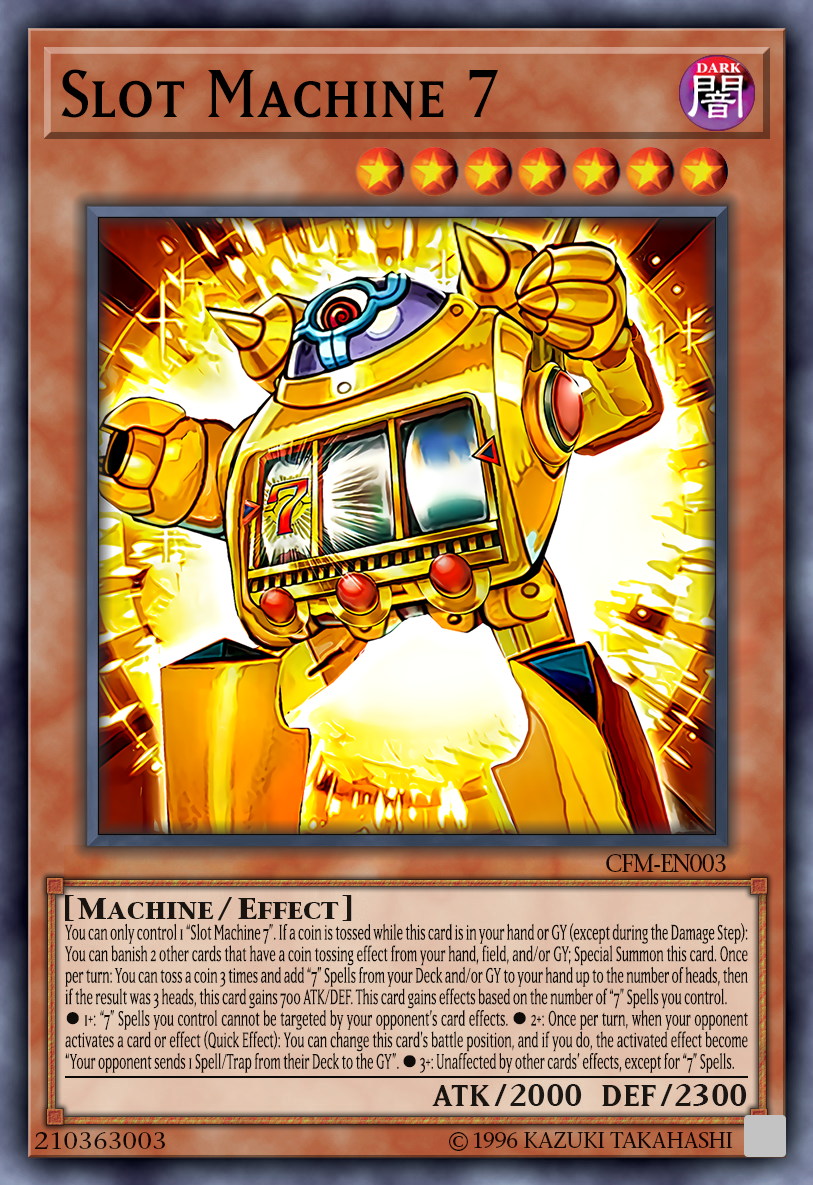 Slot Machine 7
DARK
闇
7
CFM-EN003
[ Machine / Effect ]
You can only control 1 “Slot Machine 7”. If a coin is tossed while this card is in your hand or GY (except during the Damage Step):
You can banish 2 other cards that have a coin tossing effect from your hand, field, and/or GY; Special Summon this card. Once
per turn: You can toss a coin 3 times and add “7” Spells from your Deck and/or GY to your hand up to the number of heads, then
if the result was 3 heads, this card gains 700 ATK/DEF. This card gains effects based on the number of “7” Spells you control.
● 1+: “7” Spells you control cannot be targeted by your opponent's card effects. ● 2+: Once per turn, when your opponent
activates a card or effect (Quick Effect): You can change this card's battle position, and if you do, the activated effect become
“Your opponent sends 1 Spell/Trap from their Deck to the GY”. ● 3+: Unaffected by other cards' effects, except for “7” Spells.
ATK/2000 DEF/2300
210363003
© 1996 KAZUKI TAKAHASHI